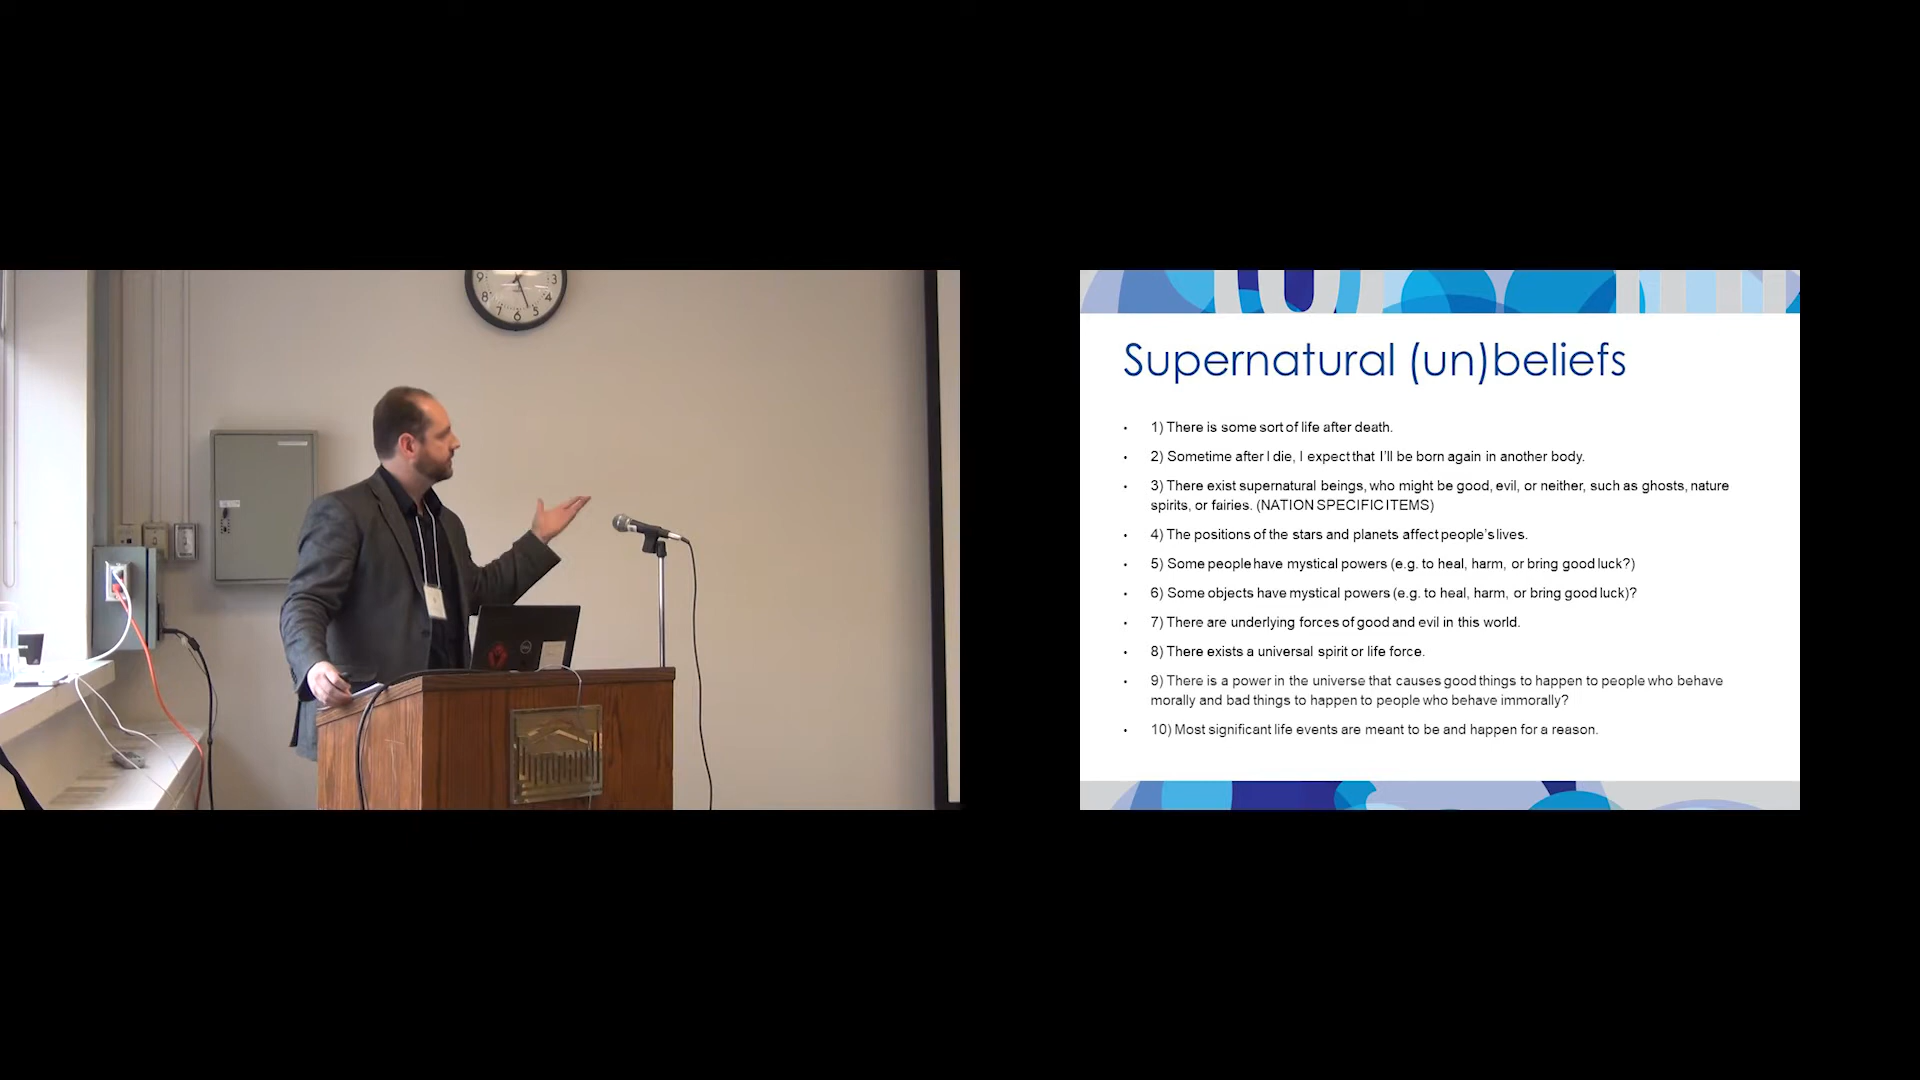 9 3
8 4
7 6 5
Supernatural (un)beliefs
• 1) There is some sort of life after death.
• 2) Sometime after I die, I expect that I'll be born again in another body.
• 3) There exist supernatural beings, who might be good, evil, or neither, such as ghosts, nature
spirits, or fairies. (NATION SPECIFIC ITEMS)
• 4) The positions of the stars and planets affect people's lives.
• 5) Some people have mystical powers (e.g. to heal, harm, or bring good luck?)
• 6) Some objects have mystical powers (e.g. to heal, harm, or bring good luck)?
• 7) There are underlying forces of good and evil in this world.
• 8) There exists a universal spirit or life force.
• 9) There is a power in the universe that causes good things to happen to people who behave
morally and bad things to happen to people who behave immorally?
• 10) Most significant life events are meant to be and happen for a reason.